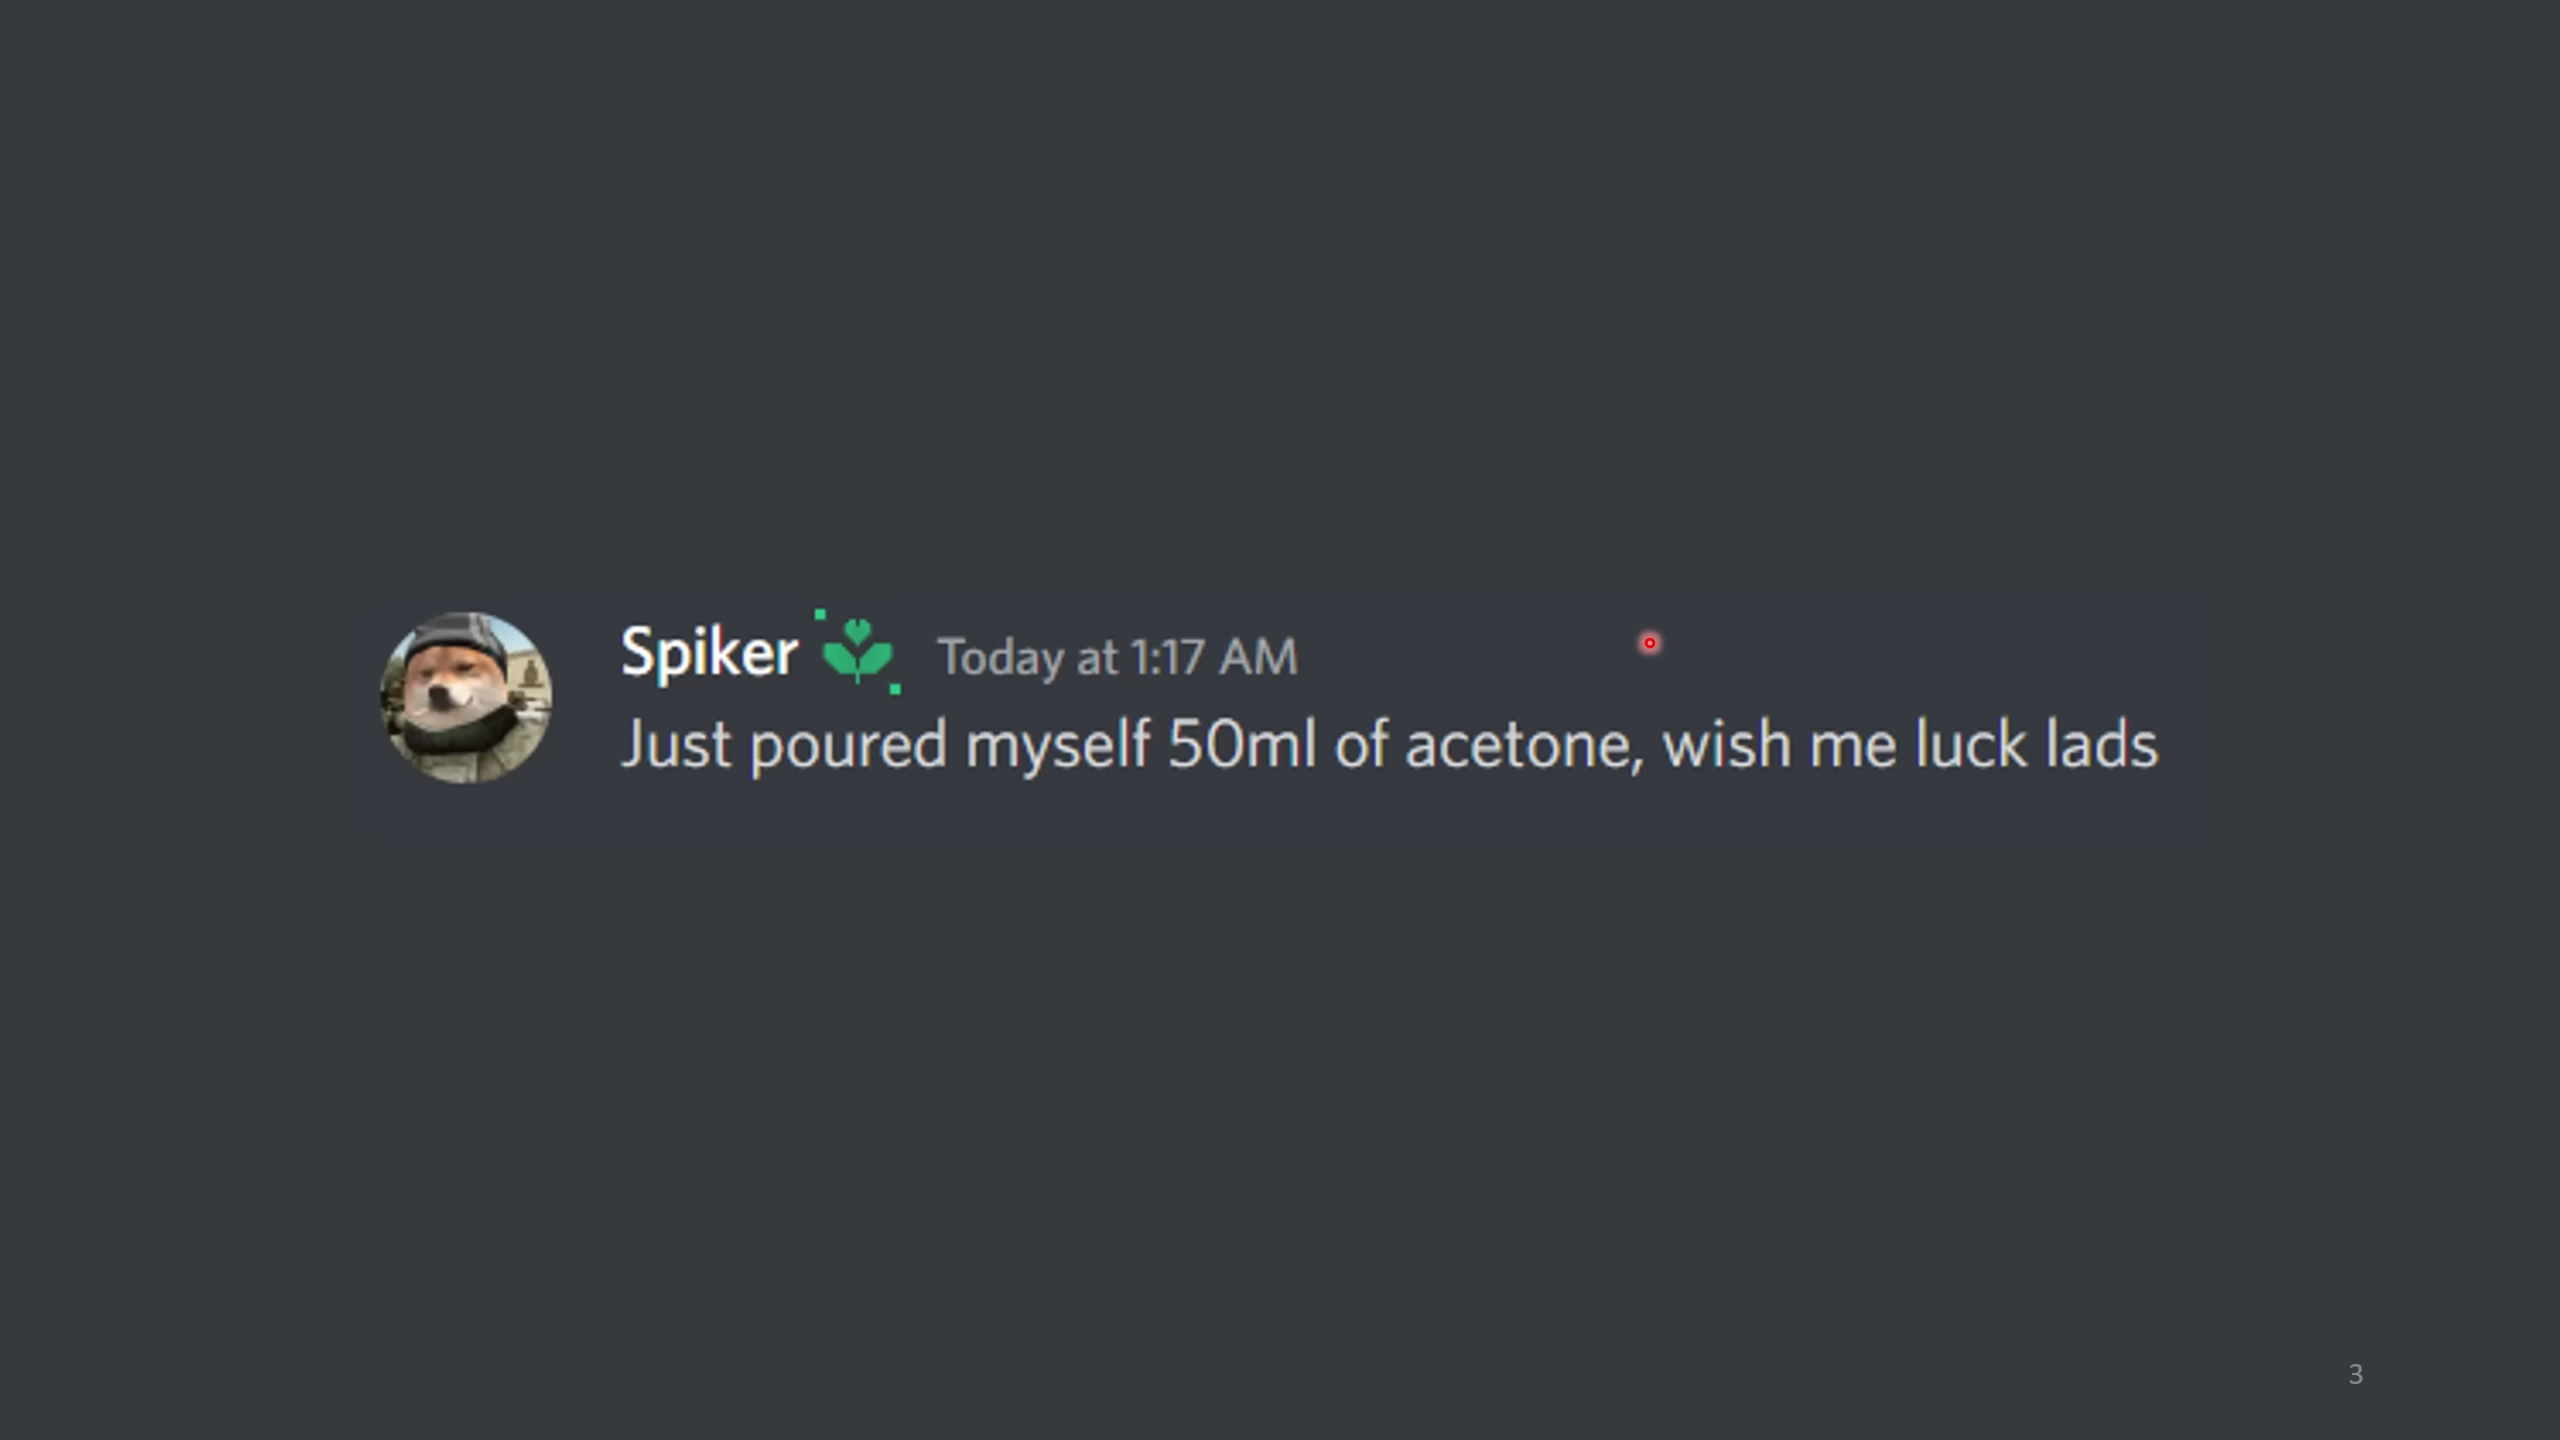 Spiker Today at 1:17 AM
Just poured myself 50ml of acetone, wish me luck lads
3